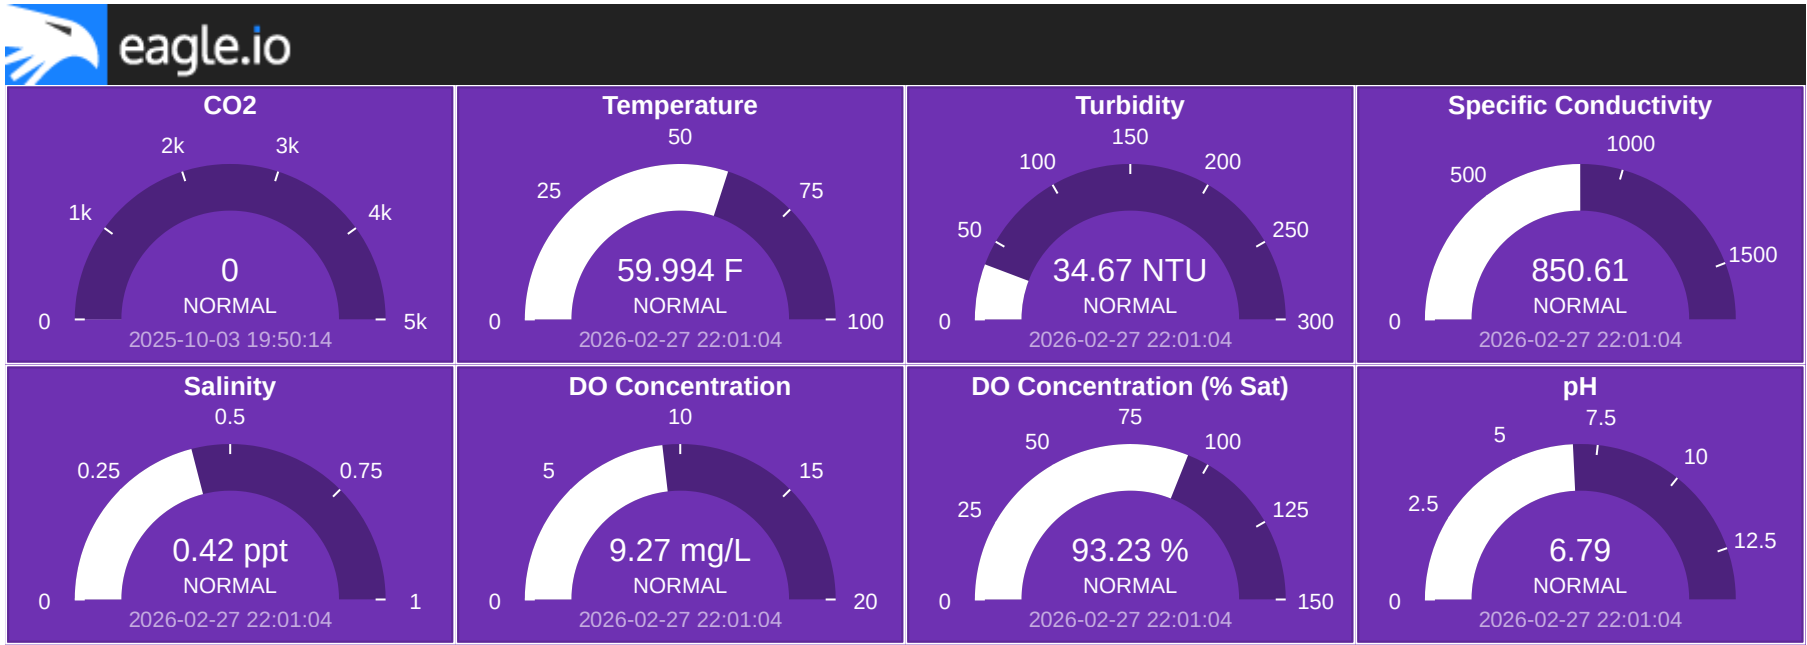 eagle.io
CO2
0
1k
2k
3k
4k
5k
0
NORMAL
2025-10-03 19:50:14
Temperature
0
25
50
75
100
59.994 F
NORMAL
2026-02-27 22:01:04
Turbidity
0
50
100
150
200
250
300
34.67 NTU
NORMAL
2026-02-27 22:01:04
Specific Conductivity
0
500
1000
1500
850.61
NORMAL
2026-02-27 22:01:04
Salinity
0
0.25
0.5
0.75
1
0.42 ppt
NORMAL
2026-02-27 22:01:04
DO Concentration
0
5
10
15
20
9.27 mg/L
NORMAL
2026-02-27 22:01:04
DO Concentration (% Sat)
0
25
50
75
100
125
150
93.23 %
NORMAL
2026-02-27 22:01:04
pH
0
2.5
5
7.5
10
12.5
6.79
NORMAL
2026-02-27 22:01:04